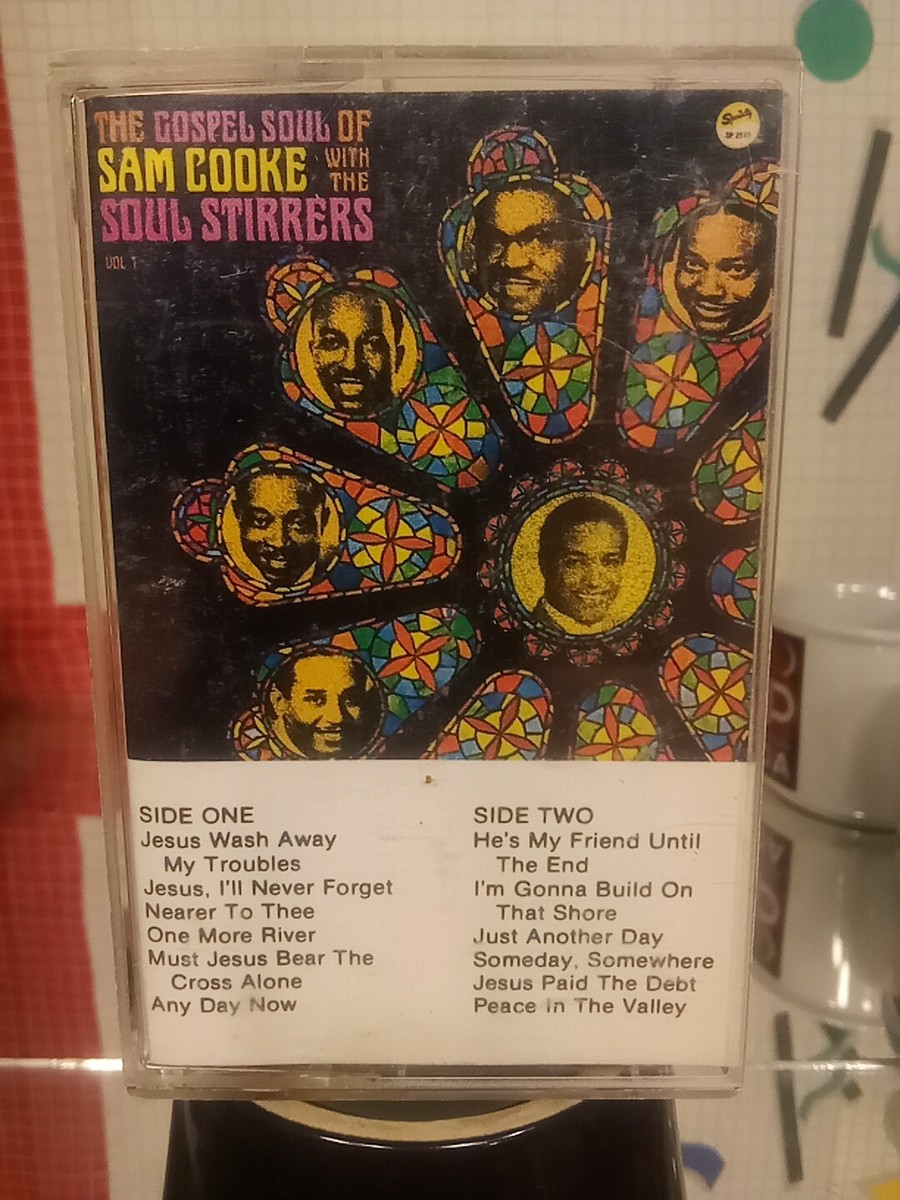 THE GOSPEL SOUL OF
SAM COOKE WITH THE
SOUL STIRRERS
VOL 1
SIDE ONE
Jesus Wash Away
My Troubles
Jesus, I'll Never Forget
Nearer To Thee
One More River
Must Jesus Bear The
Cross Alone
Any Day Now
SIDE TWO
He's My Friend Until
The End
I'm Gonna Build On
That Shore
Just Another Day
Someday, Somewhere
Jesus Paid The Debt
Peace In The Valley